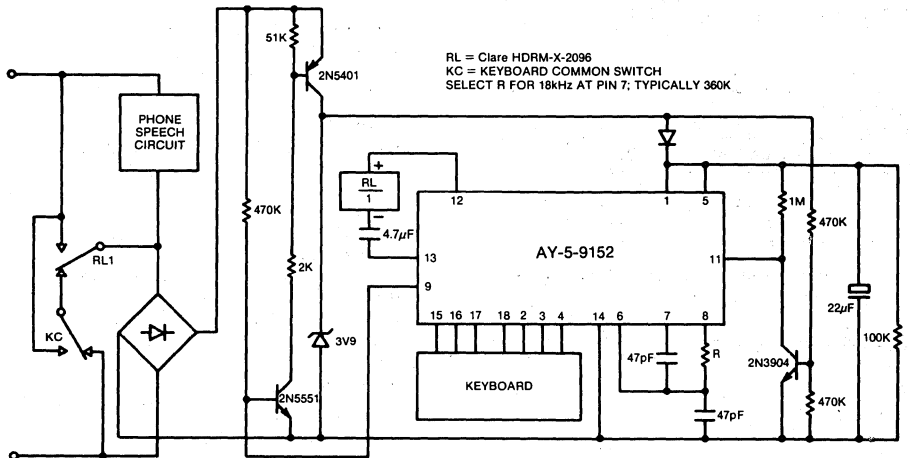 51K
2N5401
RL = Clare HDRM-X-2096
KC = KEYBOARD COMMON SWITCH
SELECT R FOR 18kHz AT PIN 7; TYPICALLY 360K
PHONE
SPEECH
CIRCUIT
+
RL
1
–
4.7µF
12
1
5
1M
470K
470K
13
AY-5-9152
11
RL1
2K
9
22µF
KC
3V9
15
16
17
18
2
3
4
14
6
7
8
100K
47pF
R
2N3904
KEYBOARD
2N5551
470K
47pF